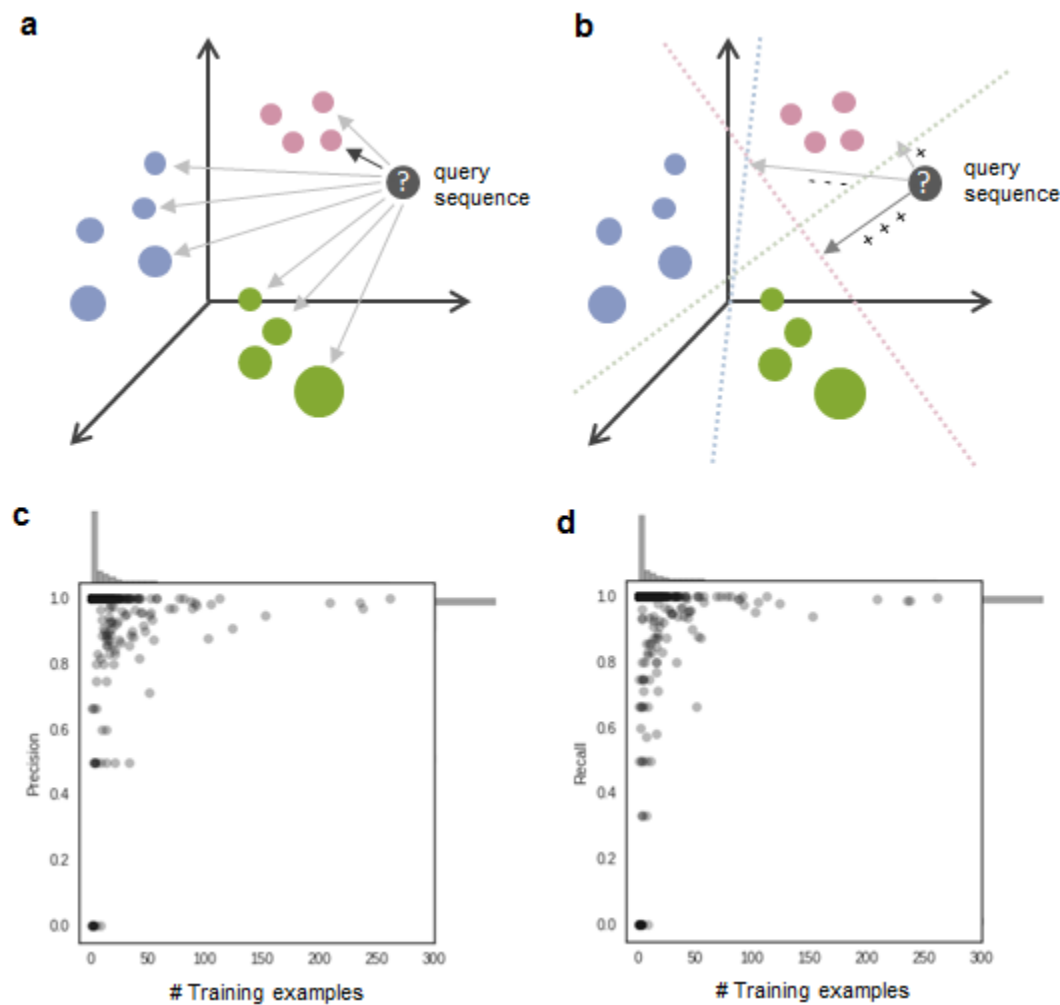 a
b
?
query
sequence
?
query
sequence
+
- - -
+ + +
c
d
1.0
0.8
0.6
0.4
0.2
0.0
Precision
0 50 100 150 200 250 300
# Training examples
1.0
0.8
0.6
0.4
0.2
0.0
Recall
0 50 100 150 200 250 300
# Training examples